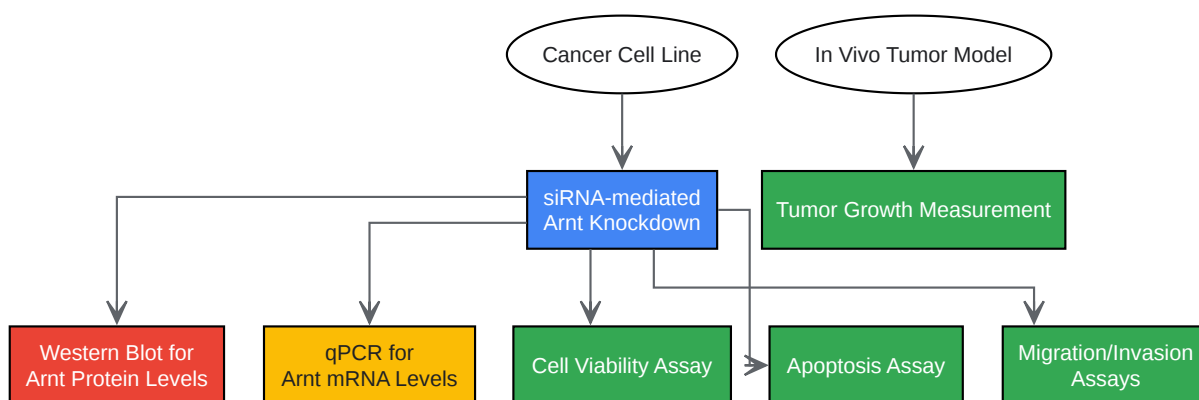 Cancer Cell Line
In Vivo Tumor Model
siRNA-mediated
Arnt Knockdown
Tumor Growth Measurement
Western Blot for
Arnt Protein Levels
qPCR for
Arnt mRNA Levels
Cell Viability Assay
Apoptosis Assay
Migration/Invasion
Assays